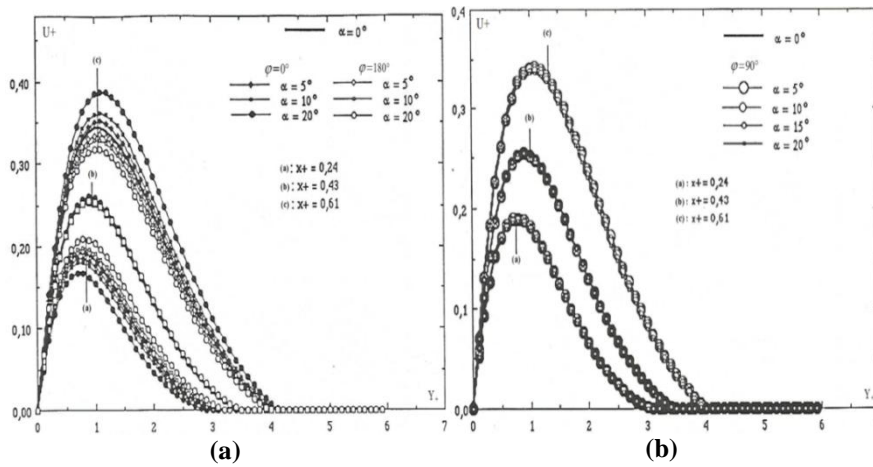 U+
α=0°
(c)
φ=0° φ=180°
α = 5° α = 5°
α = 10° α = 10°
α = 20° α = 20°
0,40
0,30
0,20
0,10
0,00
(b)
(a)
(a): x+ = 0,24
(b): x+ = 0,43
(c): x+ = 0,61
Y+
0 1 2 3 4 5 6 7
(a)
0,4
U+
α=0°
(c)
φ=90°
α = 5°
α = 10°
α = 15°
α = 20°
0,3
0,2
0,1
0,0
(b)
(a)
(a): x+ = 0,24
(b): x+ = 0,43
(c): x+ = 0,61
Y+
0 1 2 3 4 5 6 7
(b)